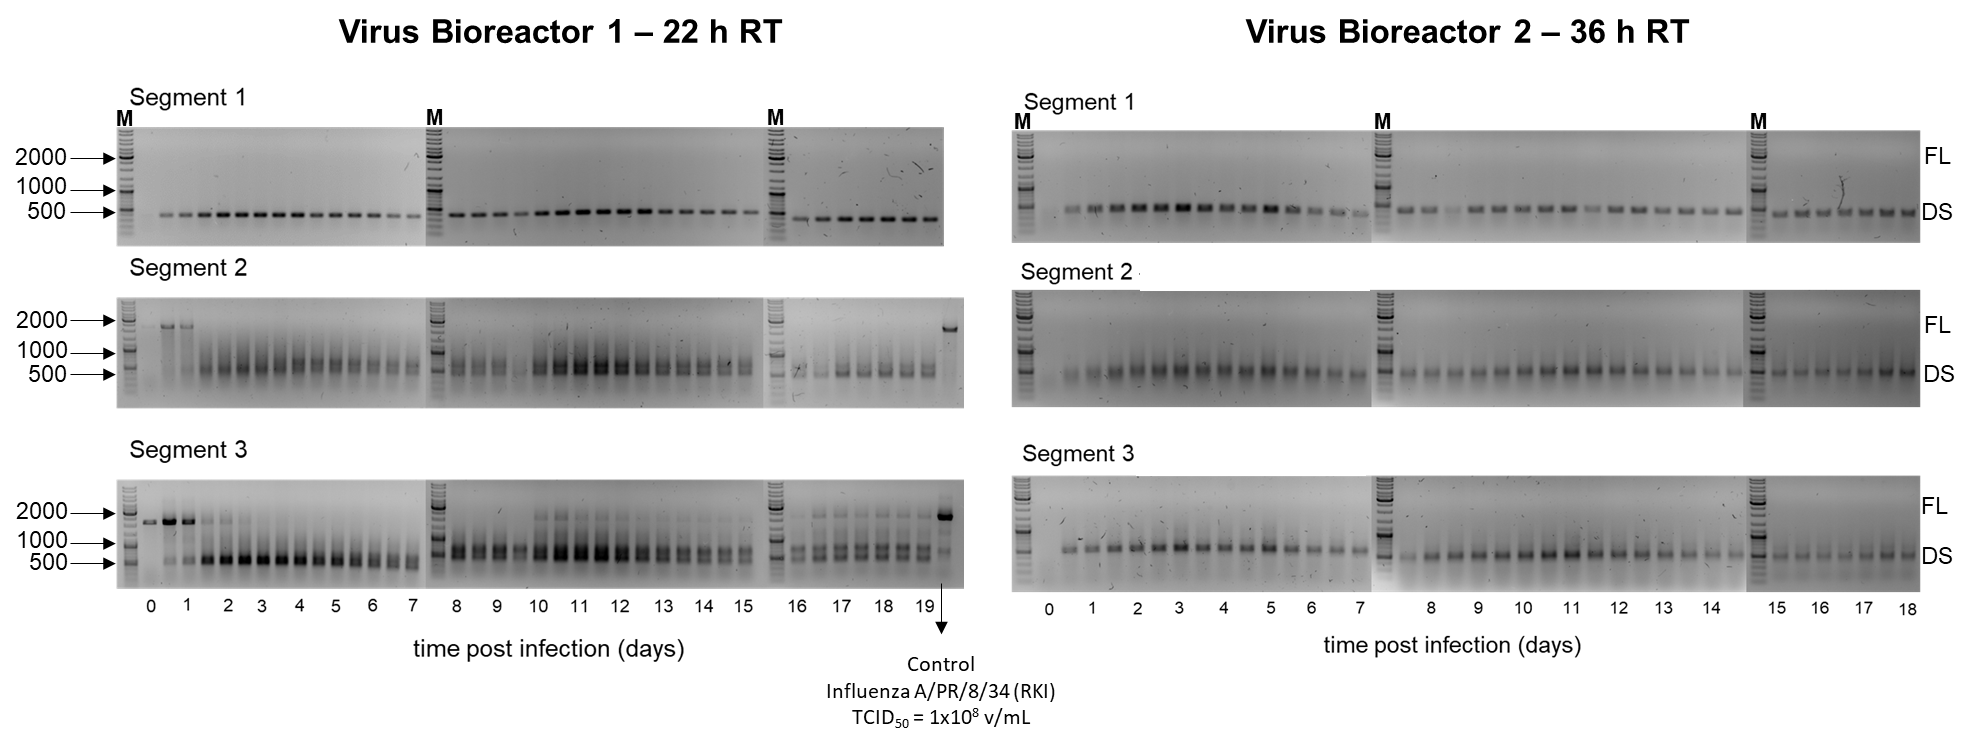 Virus Bioreactor 1 – 22 h RT
Virus Bioreactor 2 – 36 h RT
Segment 1
M M M
2000
1000
500
Segment 1
M M M
FL
DS
Segment 2
2000
1000
500
Segment 2
FL
DS
Segment 3
2000
1000
500
Segment 3
FL
DS
0 1 2 3 4 5 6 7 8 9 10 11 12 13 14 15 16 17 18 19
time post infection (days)
0 1 2 3 4 5 6 7 8 9 10 11 12 13 14 15 16 17 18
time post infection (days)
Control
Influenza A/PR/8/34 (RKI)
TCID50 = 1x10⁸ v/mL